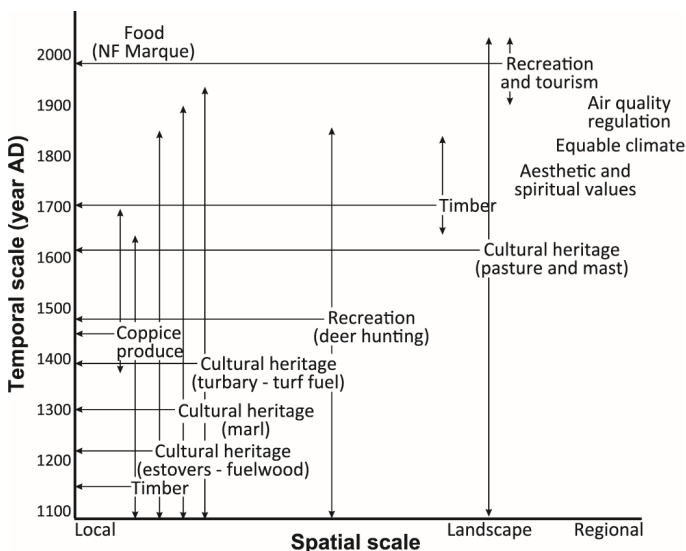 Temporal scale (year AD)
2000
1900
1800
1700
1600
1500
1400
1300
1200
1100
Food
(NF Marque)
Recreation
and tourism
Air quality
regulation
Equable climate
Aesthetic and
spiritual values
Timber
Cultural heritage
(pasture and mast)
Recreation
(deer hunting)
Coppice
produce
Cultural heritage
(turbary - turf fuel)
Cultural heritage
(marl)
Cultural heritage
(estovers - fuelwood)
Timber
Local
Landscape
Regional
Spatial scale